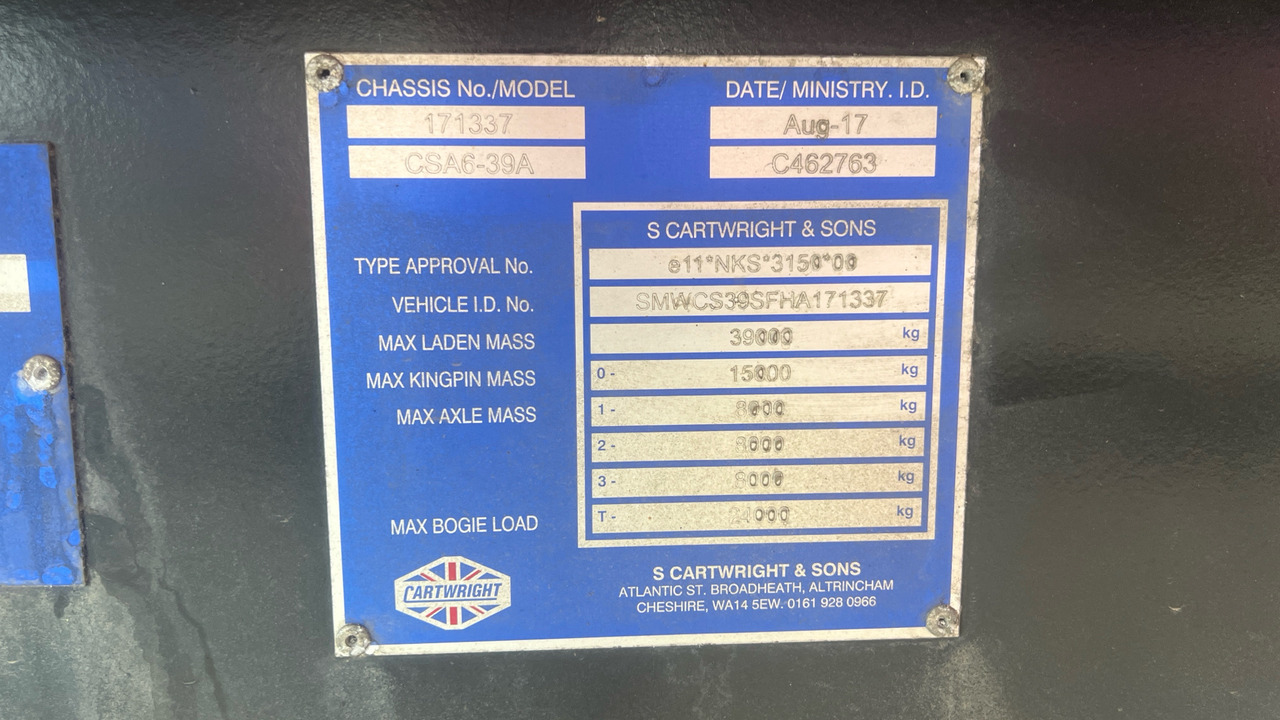 CHASSIS No./MODEL DATE/ MINISTRY. I.D.
171337 Aug-17
CSA6-39A C462763
S CARTWRIGHT & SONS
TYPE APPROVAL No. e11*NKS*3150*00
VEHICLE I.D. No. SMWCS39SFHA171337
MAX LADEN MASS 39000 kg
MAX KINGPIN MASS 0- 15000 kg
MAX AXLE MASS 1- 8000 kg
2- 8000 kg
3- 8000 kg
MAX BOGIE LOAD T- kg
CARTWRIGHT
S CARTWRIGHT & SONS
ATLANTIC ST. BROADHEATH, ALTRINCHAM
CHESHIRE, WA14 5EW. 0161 928 0966